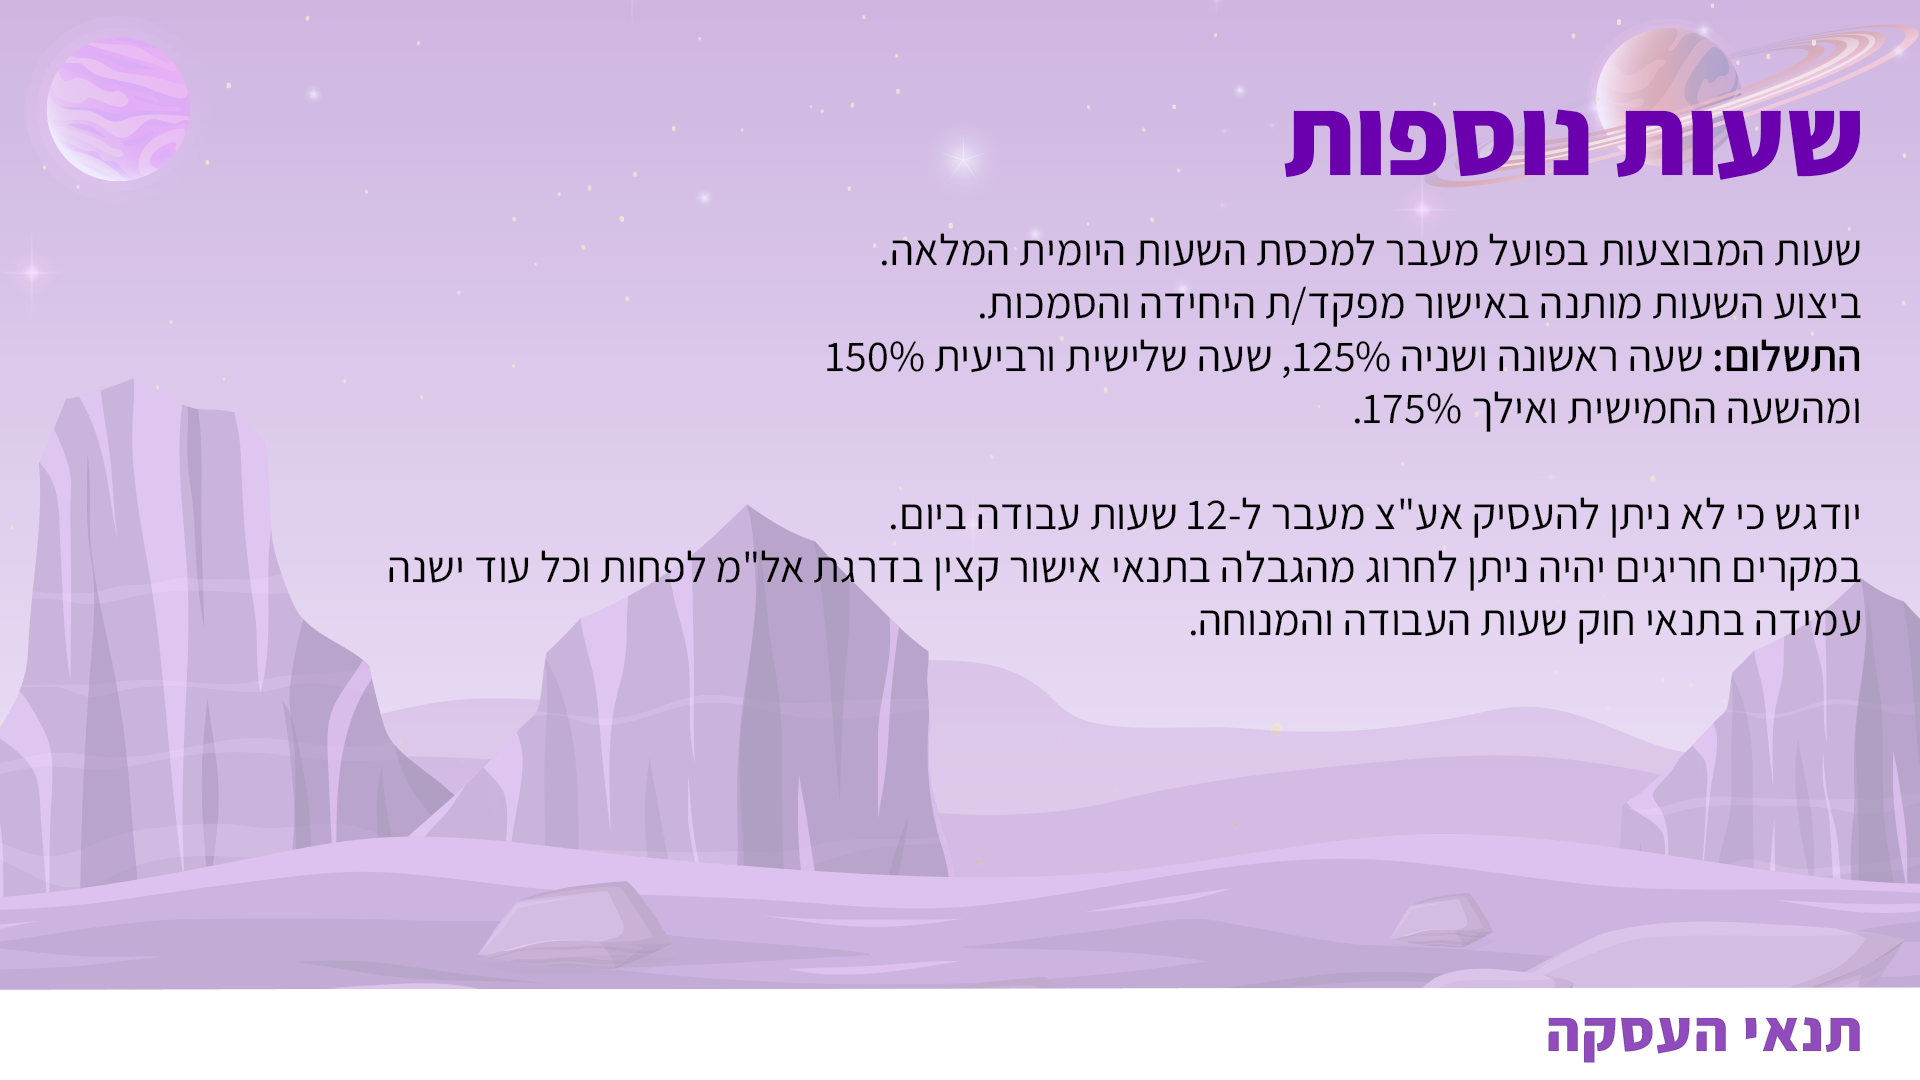 שעות נוספות
שעות המבוצעות בפועל מעבר למכסת השעות היומית המלאה.
ביצוע השעות מותנה באישור מפקד/ת היחידה והסמכות.
התשלום: שעה ראשונה ושניה 125%, שעה שלישית ורביעית 150%
ומהשעה החמישית ואילך 175%.
יודגש כי לא ניתן להעסיק אע"צ מעבר ל-12 שעות עבודה ביום.
במקרים חריגים יהיה ניתן לחרוג מהגבלה בתנאי אישור קצין בדרגת אל"מ לפחות וכל עוד ישנה
עמידה בתנאי חוק שעות העבודה והמנוחה.
תנאי העסקה